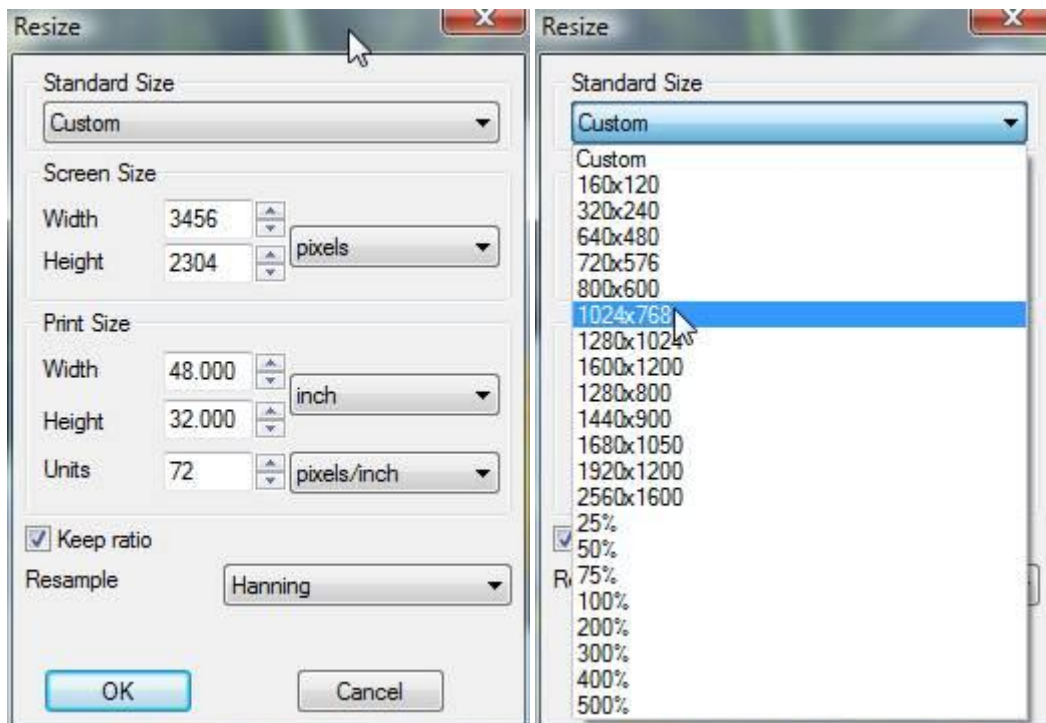 Resize
Standard Size
Custom
Screen Size
Width 3456
pixels
Height 2304
Print Size
Width 48.000
inch
Height 32.000
Units 72 pixels/inch
Keep ratio
Resample Hanning
OK Cancel
Resize
Standard Size
Custom
Custom
160x120
320x240
640x480
720x576
800x600
1024x768
1280x1024
1600x1200
1280x800
1440x900
1680x1050
1920x1200
2560x1600
25%
50%
75%
100%
200%
300%
400%
500%